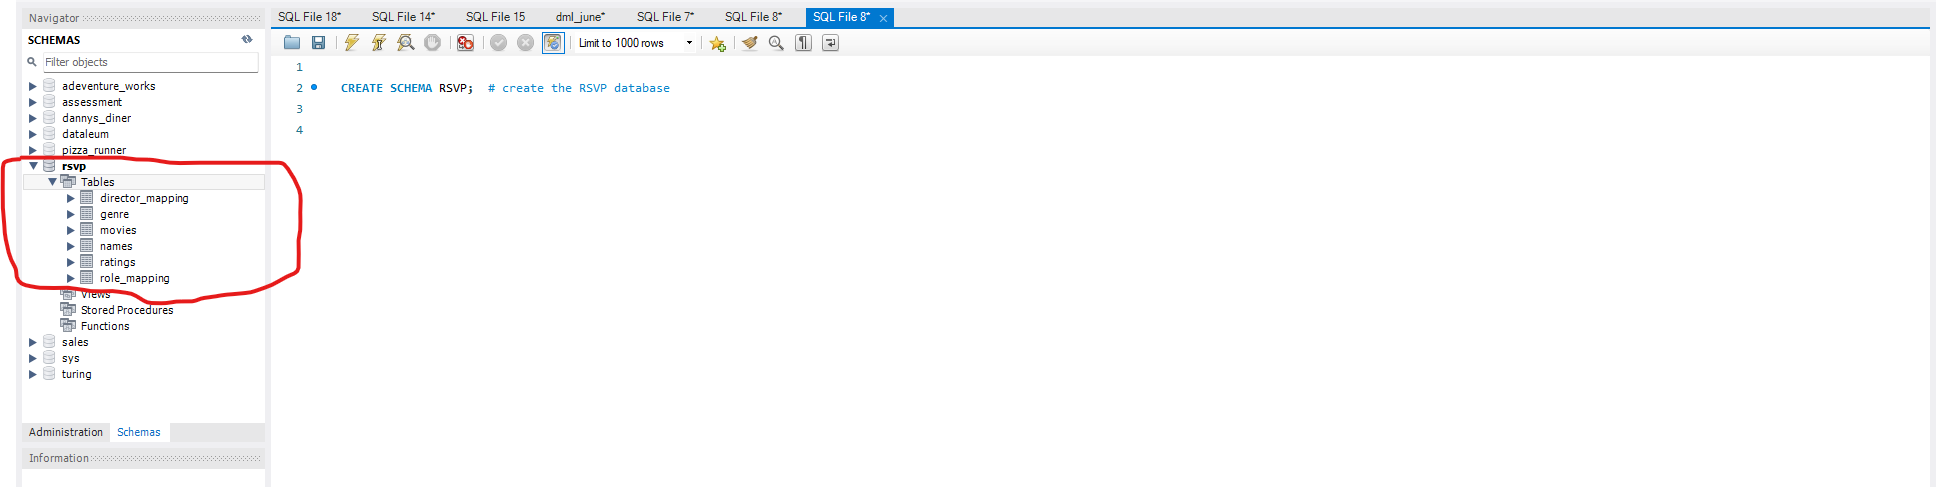 Navigator
SCHEMAS
Filter objects
adeventure_works
assessment
dannys_diner
dataleum
pizza_runner
rsvp
Tables
director_mapping
genre
movies
names
ratings
role_mapping
Views
Stored Procedures
Functions
sales
sys
turing
Administration Schemas
Information
SQL File 18* SQL File 14* SQL File 15 dml_june* SQL File 7* SQL File 8* SQL File 8*
Limit to 1000 rows
1
2 CREATE SCHEMA RSVP; # create the RSVP database
3
4